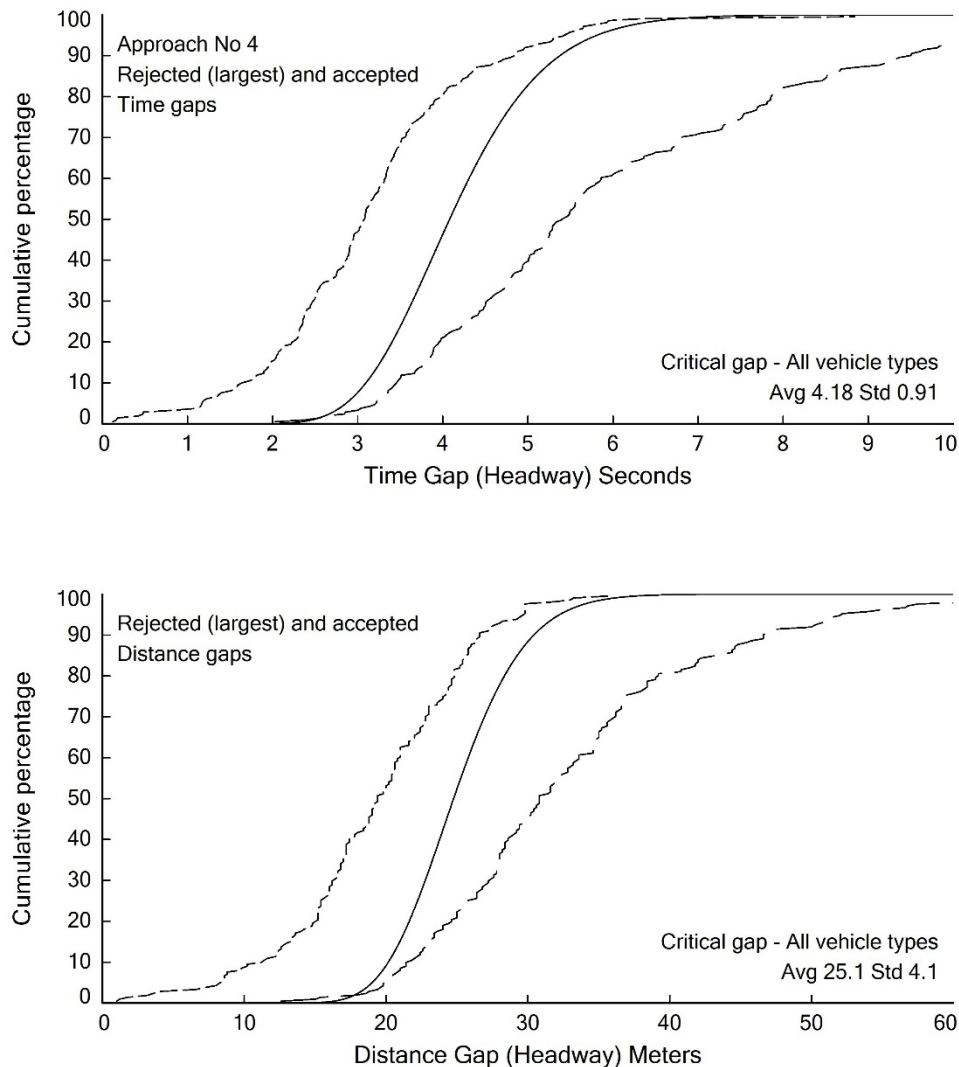 100
90
80
70
60
50
40
30
20
10
0
Cumulative percentage
Approach No 4
Rejected (largest) and accepted
Time gaps
Critical gap - All vehicle types
Avg 4.18 Std 0.91
0 1 2 3 4 5 6 7 8 9 10
Time Gap (Headway) Seconds
100
90
80
70
60
50
40
30
20
10
0
Cumulative percentage
Rejected (largest) and accepted
Distance gaps
Critical gap - All vehicle types
Avg 25.1 Std 4.1
0 10 20 30 40 50 60
Distance Gap (Headway) Meters